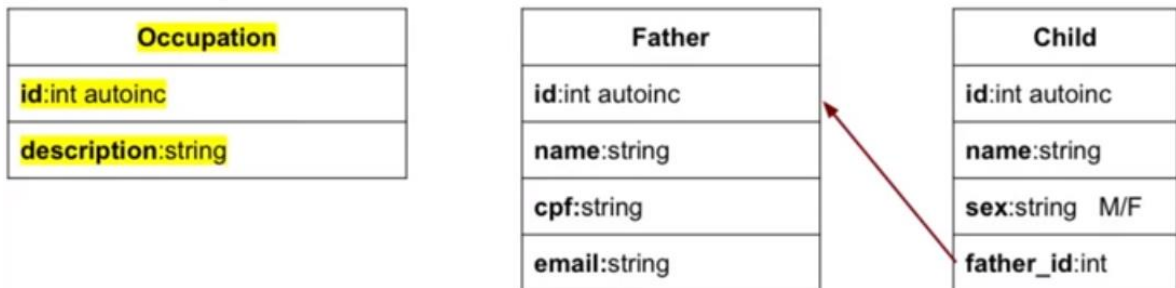 Occupation
id:int autoinc
description:string
Father
id:int autoinc
name:string
cpf:string
email:string
Child
id:int autoinc
name:string
sex:string M/F
father_id:int